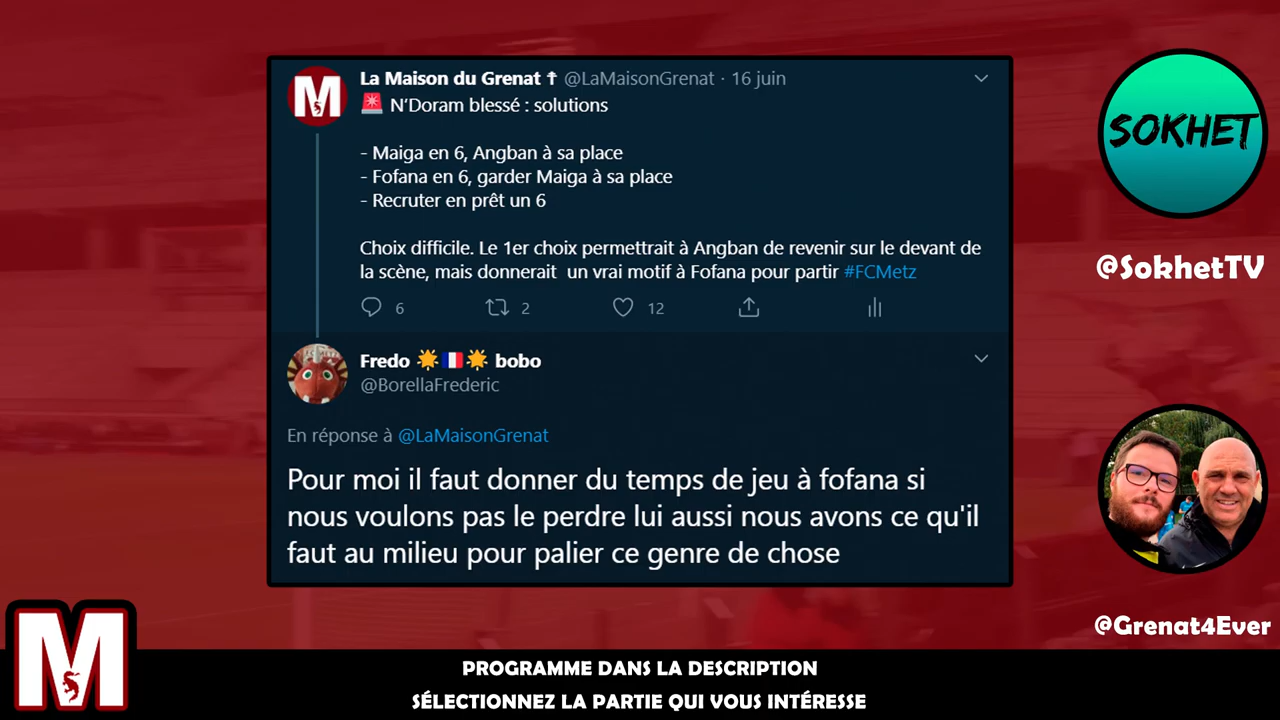 La Maison du Grenat ✝ @LaMaisonGrenat · 16 juin
🚨 N'Doram blessé : solutions
- Maiga en 6, Angban à sa place
- Fofana en 6, garder Maiga à sa place
- Recruter en prêt un 6
Choix difficile. Le 1er choix permettrait à Angban de revenir sur le devant de
la scène, mais donnerait un vrai motif à Fofana pour partir #FCMetz
6 2 12
Fredo ☀️🇫🇷☀️ bobo
@BorellaFrederic
En réponse à @LaMaisonGrenat
Pour moi il faut donner du temps de jeu à fofana si
nous voulons pas le perdre lui aussi nous avons ce qu'il
faut au milieu pour palier ce genre de chose
SOKHET
@SokhetTV
@Grenat4Ever
M
PROGRAMME DANS LA DESCRIPTION
SÉLECTIONNEZ LA PARTIE QUI VOUS INTÉRESSE